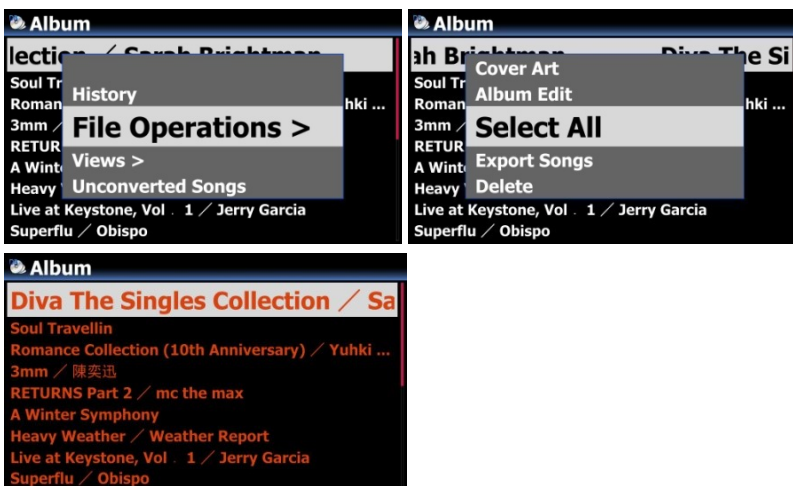 Album
lection ／ Sarah Brightman
Soul Tr
History
Roman
hki ...
3mm ／
File Operations >
RETUR
A Wint
Views >
Heavy
Unconverted Songs
Live at Keystone, Vol . 1 ／ Jerry Garcia
Superflu ／ Obispo
Album
ah Brightman Diva The Si
Cover Art
Soul Tr
Album Edit
Roman
hki ...
3mm ／
Select All
RETUR
A Wint
Export Songs
Heavy
Delete
Live at Keystone, Vol . 1 ／ Jerry Garcia
Superflu ／ Obispo
Album
Diva The Singles Collection ／ Sa
Soul Travellin
Romance Collection (10th Anniversary) ／ Yuhki ...
3mm ／ 陳奕迅
RETURNS Part 2 ／ mc the max
A Winter Symphony
Heavy Weather ／ Weather Report
Live at Keystone, Vol . 1 ／ Jerry Garcia
Superflu ／ Obispo